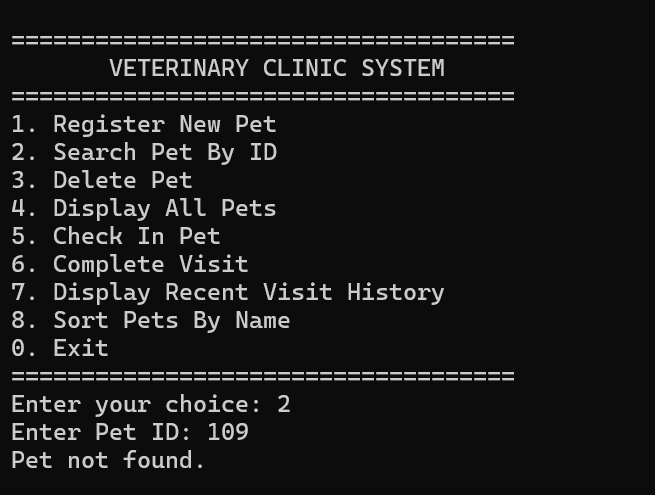 ====================================
VETERINARY CLINIC SYSTEM
====================================
1. Register New Pet
2. Search Pet By ID
3. Delete Pet
4. Display All Pets
5. Check In Pet
6. Complete Visit
7. Display Recent Visit History
8. Sort Pets By Name
0. Exit
====================================
Enter your choice: 2
Enter Pet ID: 109
Pet not found.